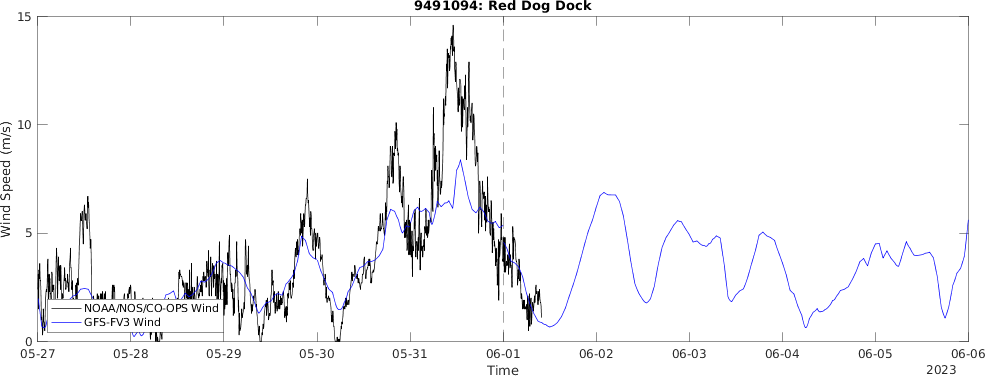 9491094: Red Dog Dock
15
10
5
0
Wind Speed (m/s)
NOAA/NOS/CO-OPS Wind
GFS-FV3 Wind
05-27 05-28 05-29 05-30 05-31 06-01 06-02 06-03 06-04 06-05 06-06
Time
2023